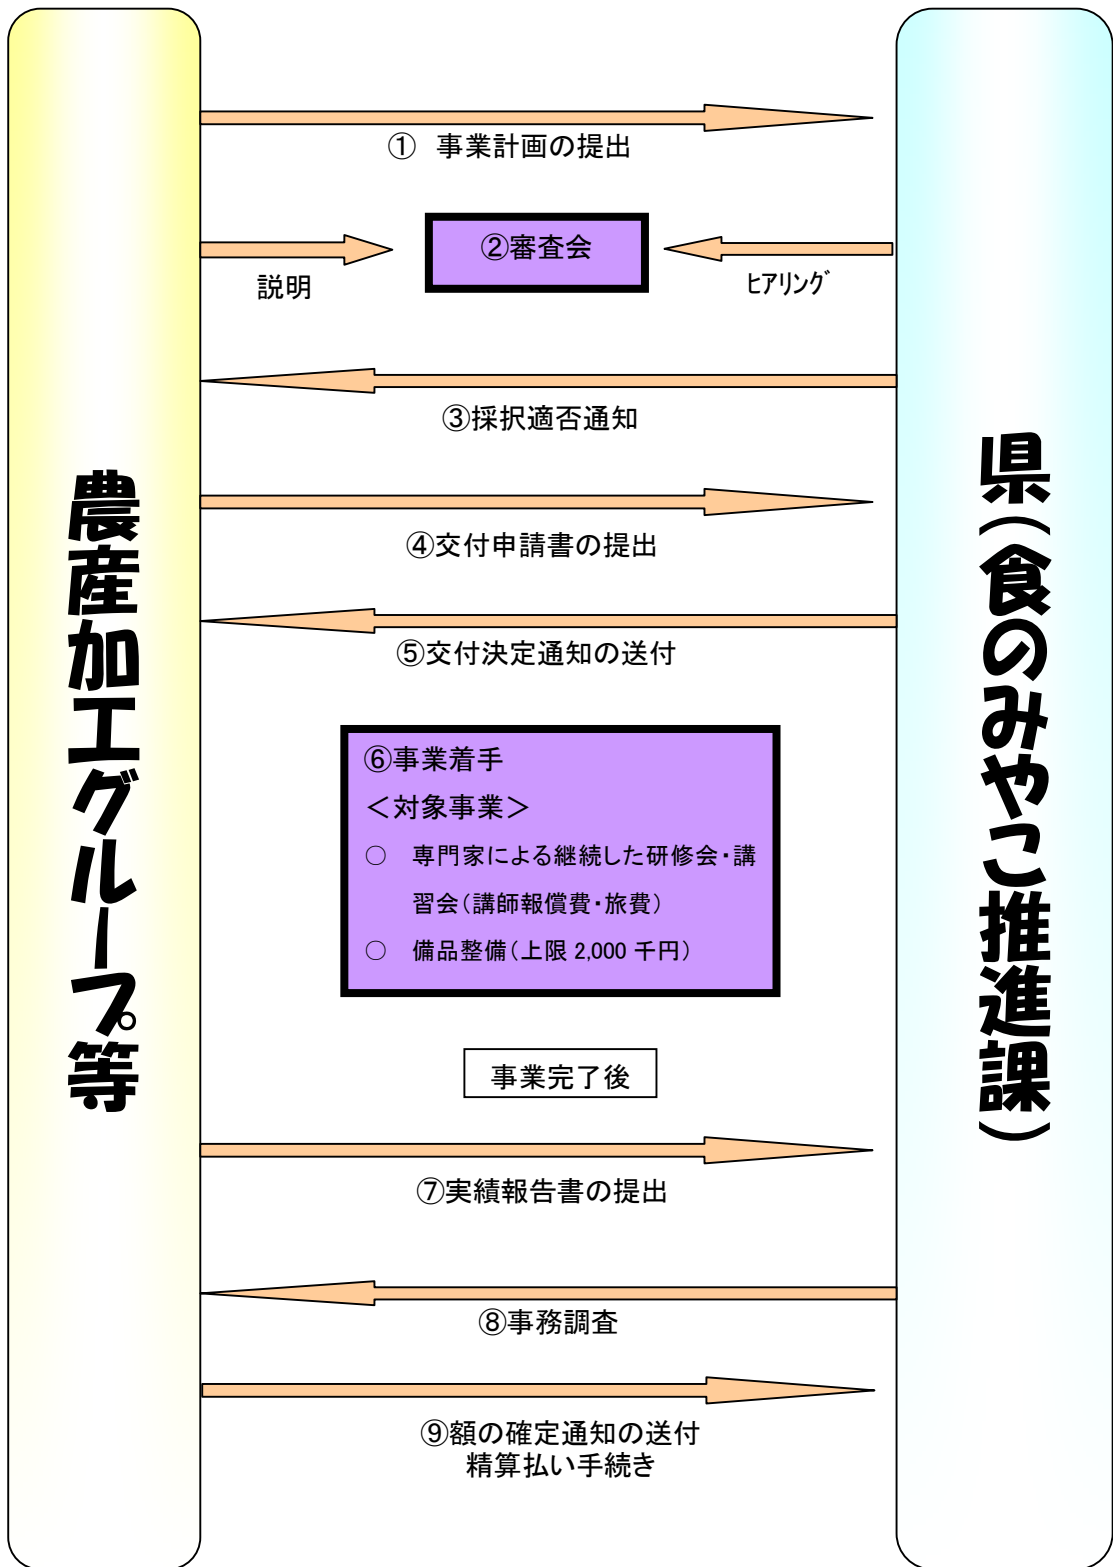 ① 事業計画の提出
②審査会
説明
ﾋｱﾘﾝｸﾞ
③採択適否通知
④交付申請書の提出
⑤交付決定通知の送付
農産加工グループ等
県(食のみやこ推進課)
⑥事業着手
＜対象事業＞
○ 専門家による継続した研修会・講
習会(講師報償費・旅費)
○ 備品整備(上限 2,000 千円)
事業完了後
⑦実績報告書の提出
⑧事務調査
⑨額の確定通知の送付
精算払い手続き